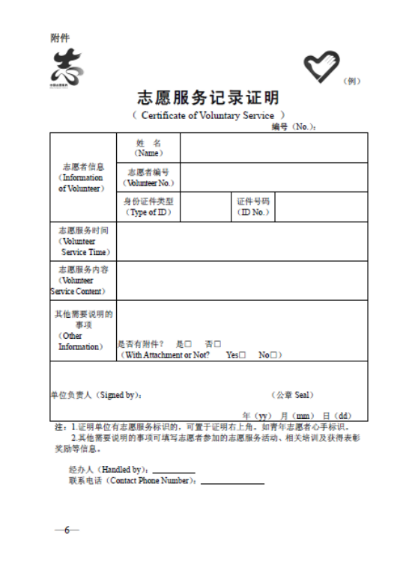 附件
志
（例）
志愿服务记录证明
（ Certificate of Voluntary Service ）
编号（No.）：
志愿者信息
（Information
of Volunteer）
姓 名
（Name）
志愿者编号
（Volunteer No.）
身份证件类型
（Type of ID）
证件号码
（ID No.）
志愿服务时间
（Volunteer
Service Time）
志愿服务内容
（Volunteer
Service Content）
其他需要说明的
事项
（Other
Information）
是否有附件？ 是□ 否□
（With Attachment or Not? Yes□ No□）
单位负责人（Signed by）：
（公章 Seal）
年（yy） 月（mm） 日（dd）
注：1.证明单位有志愿服务标识的，可置于证明右上角。如青年志愿者心手标识。
2.其他需要说明的事项可填写志愿者参加的志愿服务活动、相关培训及获得表彰
奖励等信息。
经办人（Handled by）：
联系电话（Contact Phone Number）：
—6—